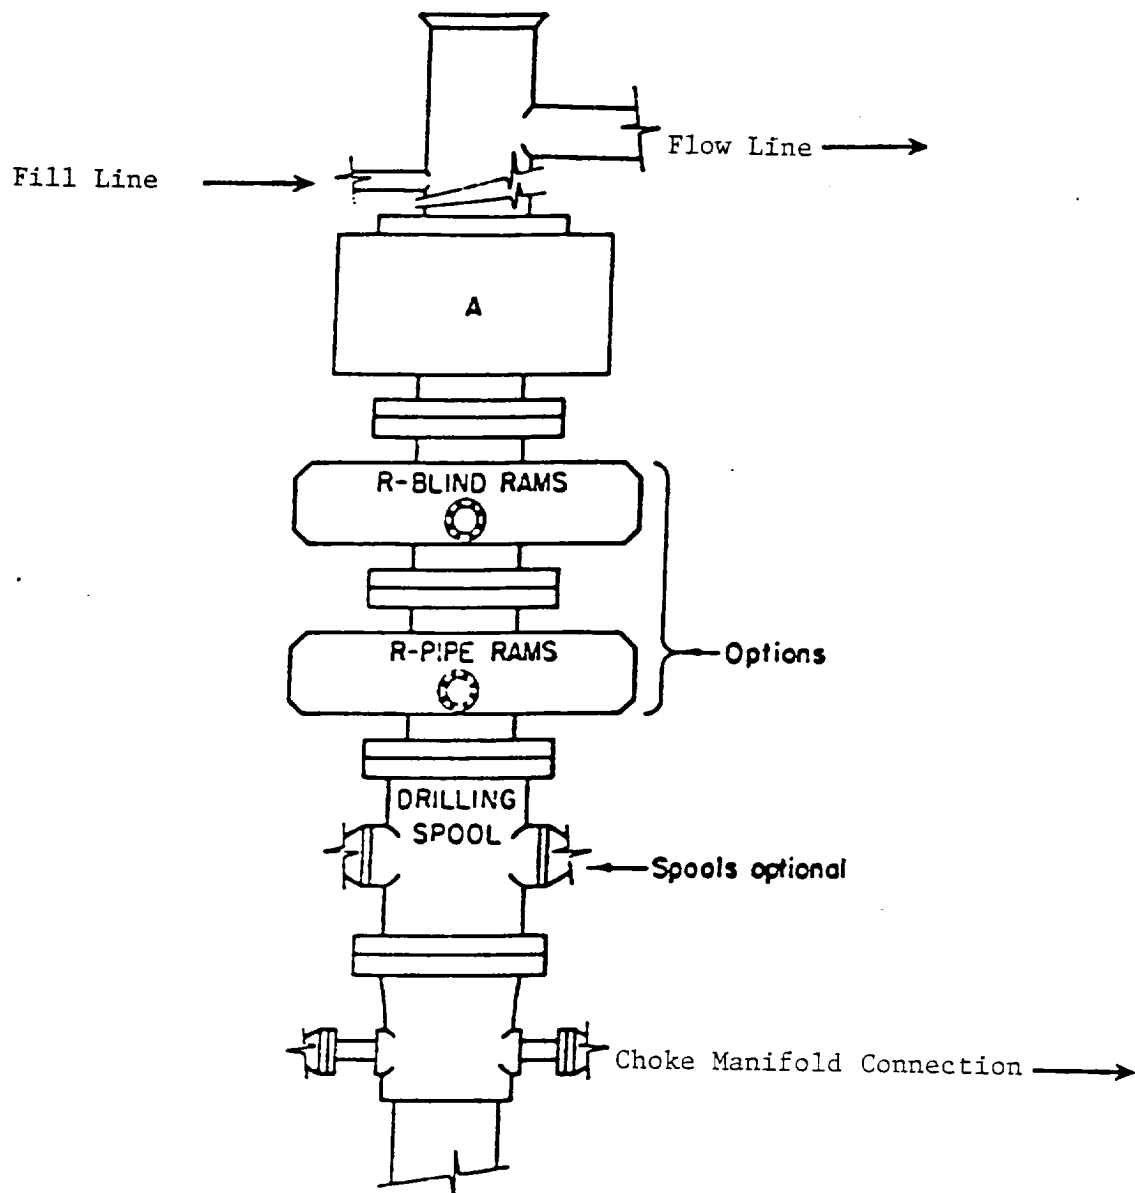 Flow Line
Fill Line
A
R-BLIND RAMS
R-PIPE RAMS
Options
DRILLING
SPOOL
Spools optional
Choke Manifold Connection